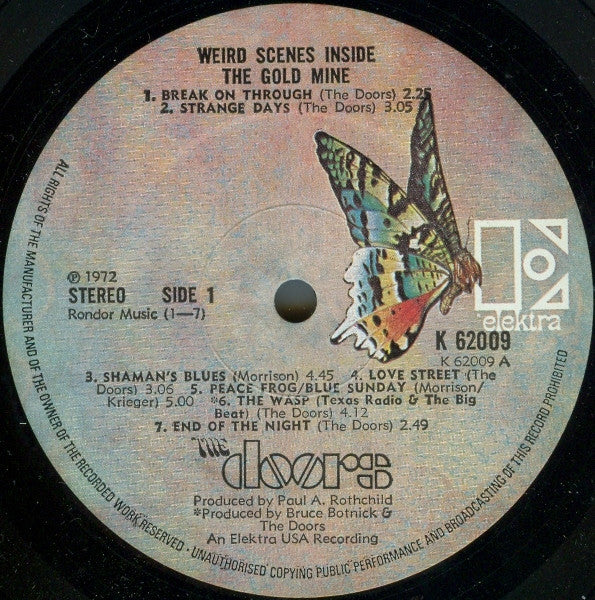 WEIRD SCENES INSIDE
THE GOLD MINE
1. BREAK ON THROUGH (The Doors) 2.25
2. STRANGE DAYS (The Doors) 3.05
℗ 1972
STEREO SIDE 1
Rondor Music (1—7)
elektra
K 62009
K 62009 A
3. SHAMAN'S BLUES (Morrison) 4.45 4. LOVE STREET (The
Doors) 3.06 5. PEACE FROG/BLUE SUNDAY (Morrison/
Krieger) 5.00 *6. THE WASP (Texas Radio & The Big
Beat) (The Doors) 4.12
7. END OF THE NIGHT (The Doors) 2.49
THE doors
Produced by Paul A. Rothchild
*Produced by Bruce Botnick &
The Doors
An Elektra USA Recording
ALL RIGHTS OF THE MANUFACTURER AND OF THE OWNER OF THE RECORDED WORK RESERVED - UNAUTHORISED COPYING PUBLIC PERFORMANCE AND BROADCASTING OF THIS RECORD PROHIBITED